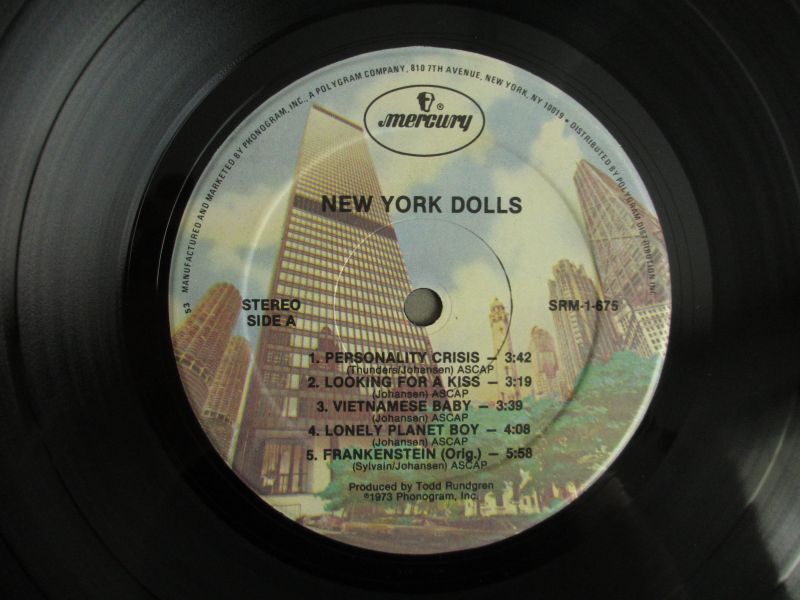 53 MANUFACTURED AND MARKETED BY PHONOGRAM, INC., A POLYGRAM COMPANY, 810 7TH AVENUE, NEW YORK, NY 10019 • DISTRIBUTED BY POLYGRAM DISTRIBUTION INC
mercury ®
NEW YORK DOLLS
STEREO
SIDE A
SRM-1-675
1. PERSONALITY CRISIS – 3:42
(Thunders/Johansen) ASCAP
2. LOOKING FOR A KISS – 3:19
(Johansen) ASCAP
3. VIETNAMESE BABY – 3:39
(Johansen) ASCAP
4. LONELY PLANET BOY – 4:08
(Johansen) ASCAP
5. FRANKENSTEIN (Orig.) – 5:58
(Sylvain/Johansen) ASCAP
Produced by Todd Rundgren
℗1973 Phonogram, Inc.